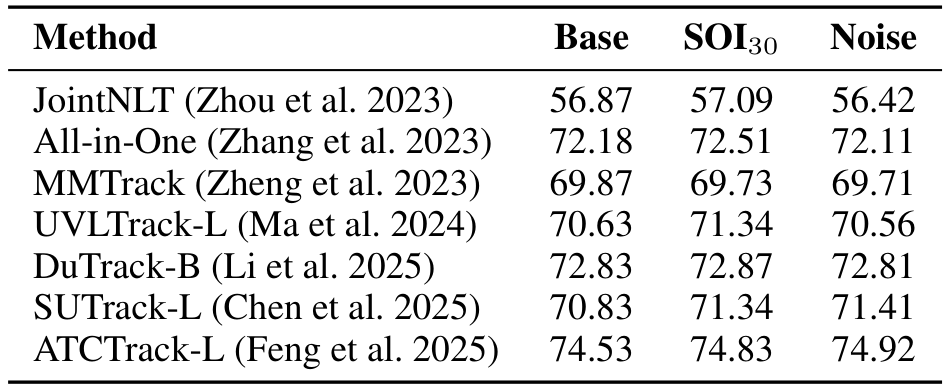 Method Base SOI₃₀ Noise
JointNLT (Zhou et al. 2023) 56.87 57.09 56.42
All-in-One (Zhang et al. 2023) 72.18 72.51 72.11
MMTrack (Zheng et al. 2023) 69.87 69.73 69.71
UVLTrack-L (Ma et al. 2024) 70.63 71.34 70.56
DuTrack-B (Li et al. 2025) 72.83 72.87 72.81
SUTrack-L (Chen et al. 2025) 70.83 71.34 71.41
ATCTrack-L (Feng et al. 2025) 74.53 74.83 74.92